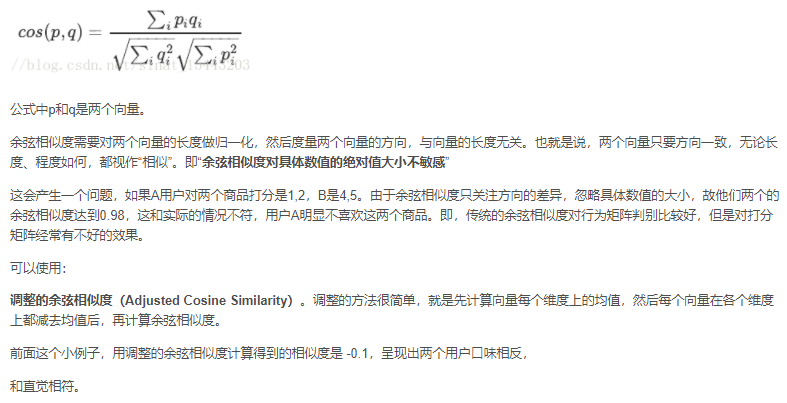 cos(p,q) = ∑ᵢ pᵢqᵢ / √∑ᵢ qᵢ² √∑ᵢ pᵢ²
公式中p和q是两个向量。
余弦相似度需要对两个向量的长度做归一化，然后度量两个向量的方向，与向量的长度无关。也就是说，两个向量只要方向一致，无论长
度、程度如何，都视作“相似”。即“余弦相似度对具体数值的绝对值大小不敏感”
这会产生一个问题，如果A用户对两个商品打分是1,2，B是4,5。由于余弦相似度只关注方向的差异，忽略具体数值的大小，故他们两个的
余弦相似度达到0.98，这和实际的情况不符，用户A明显不喜欢这两个商品。即，传统的余弦相似度对行为矩阵判别比较好，但是对打分
矩阵经常有不好的效果。
可以使用：
调整的余弦相似度（Adjusted Cosine Similarity）。调整的方法很简单，就是先计算向量每个维度上的均值，然后每个向量在各个维度
上都减去均值后，再计算余弦相似度。
前面这个小例子，用调整的余弦相似度计算得到的相似度是 -0.1，呈现出两个用户口味相反，
和直觉相符。